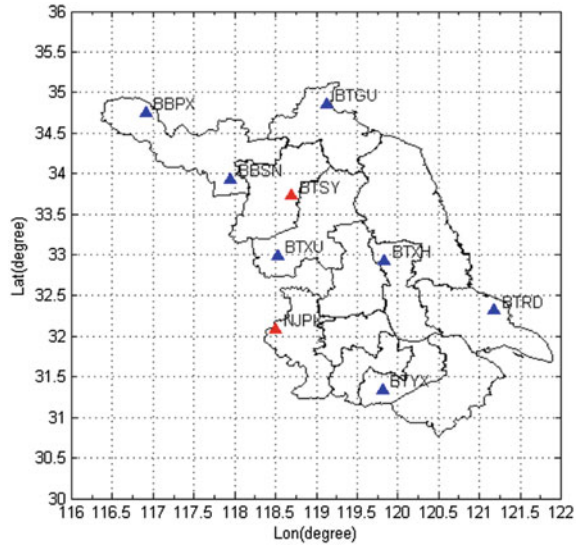 36
35.5
35
34.5
34
33.5
33
32.5
32
31.5
31
30.5
30
Lat(degree)
BBPX
BTGU
BBSN
BTSY
BTXU
BTXH
BTRD
NJPK
BTYX
116 116.5 117 117.5 118 118.5 119 119.5 120 120.5 121 121.5 122
Lon(degree)